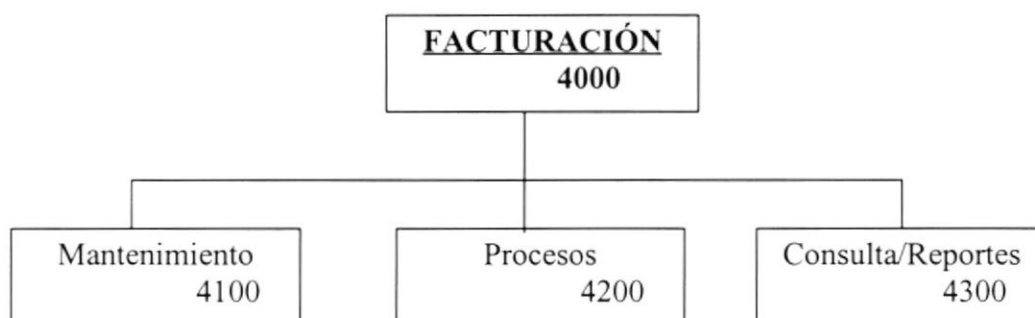 FACTURACIÓN
4000
Mantenimiento
4100
Procesos
4200
Consulta/Reportes
4300